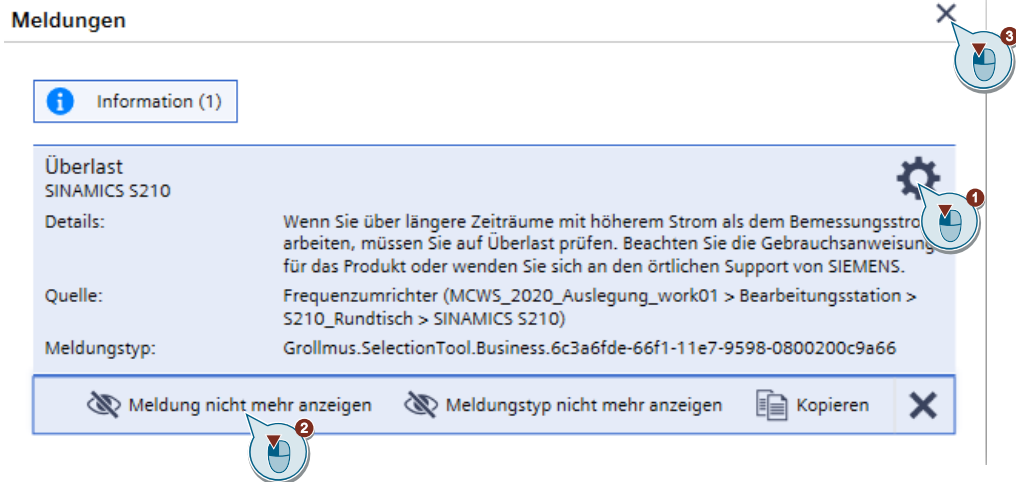 Meldungen
3
Information (1)
Überlast
SINAMICS S210
1
Details: Wenn Sie über längere Zeiträume mit höherem Strom als dem
arbeiten, müssen Sie auf Überlast prüfen. Beachten Sie die Gebrauchsanweisung
für das Produkt oder wenden Sie sich an den örtlichen Support von SIEMENS.
Quelle: Frequenzumrichter (MCWS_2020_Auslegung_work01 > Bearbeitungsstation >
S210_Rundtisch > SINAMICS S210)
Meldungstyp: Grollmus.SelectionTool.Business.6c3a6fde-66f1-11e7-9598-0800200c9a66
Meldung nicht mehr anzeigen Meldungstyp nicht mehr anzeigen Kopieren
2